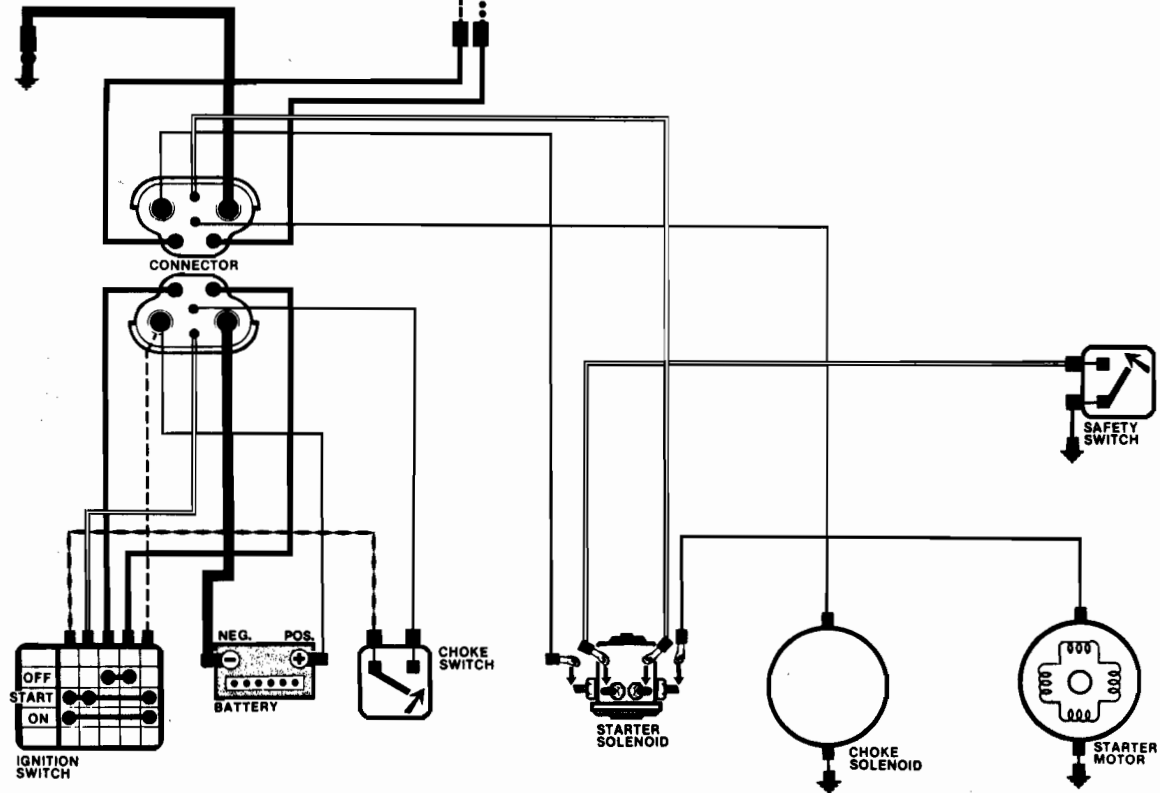 CONNECTOR
SAFETY
SWITCH
NEG. POS.
- +
BATTERY
CHOKE
SWITCH
OFF
START
ON
IGNITION
SWITCH
STARTER
SOLENOID
CHOKE
SOLENOID
STARTER
MOTOR